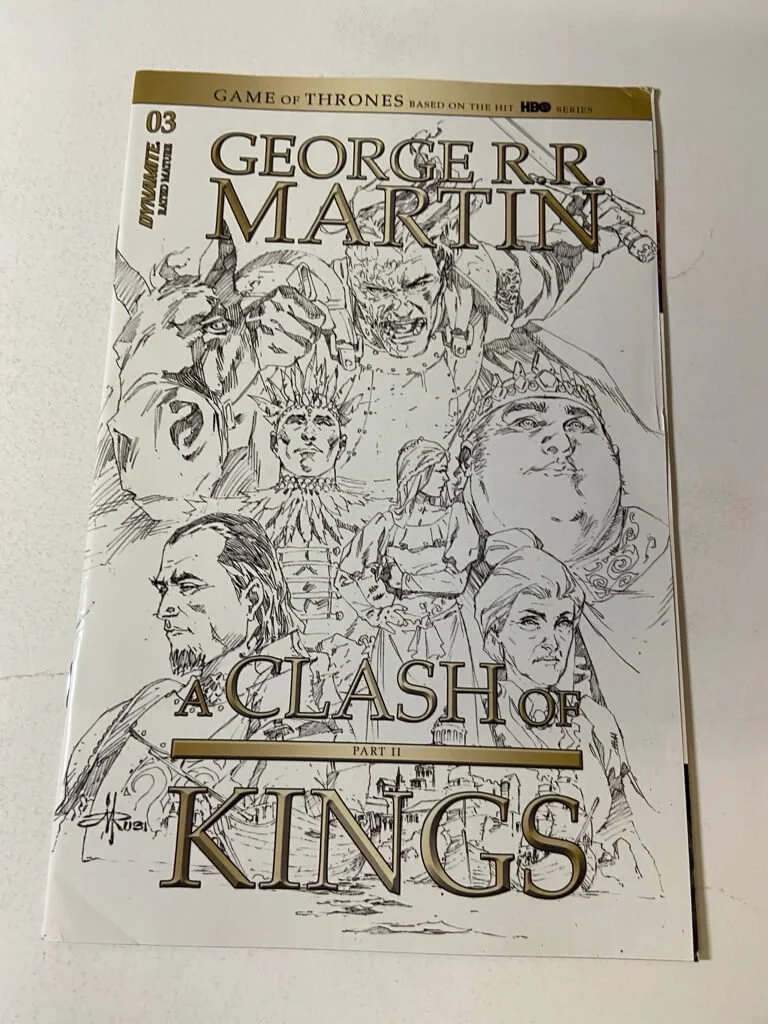 GAME OF THRONES BASED ON THE HIT HBO SERIES
03
DYNAMITE
RATED MATURE
GEORGE R.R.
MARTIN
A CLASH OF
PART II
KINGS